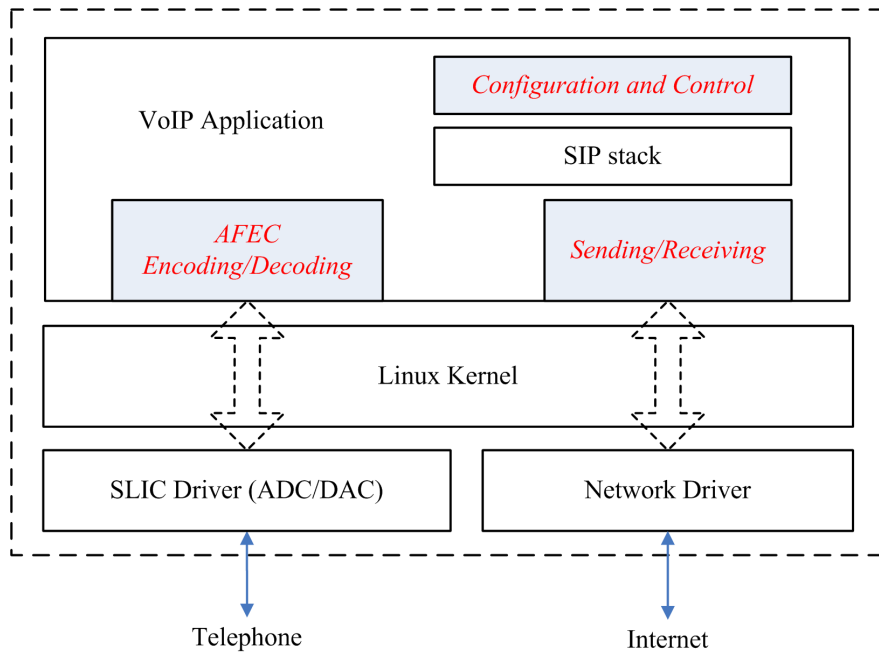 Configuration and Control
VoIP Application
SIP stack
AFEC
Encoding/Decoding
Sending/Receiving
Linux Kernel
SLIC Driver (ADC/DAC)
Network Driver
Telephone
Internet